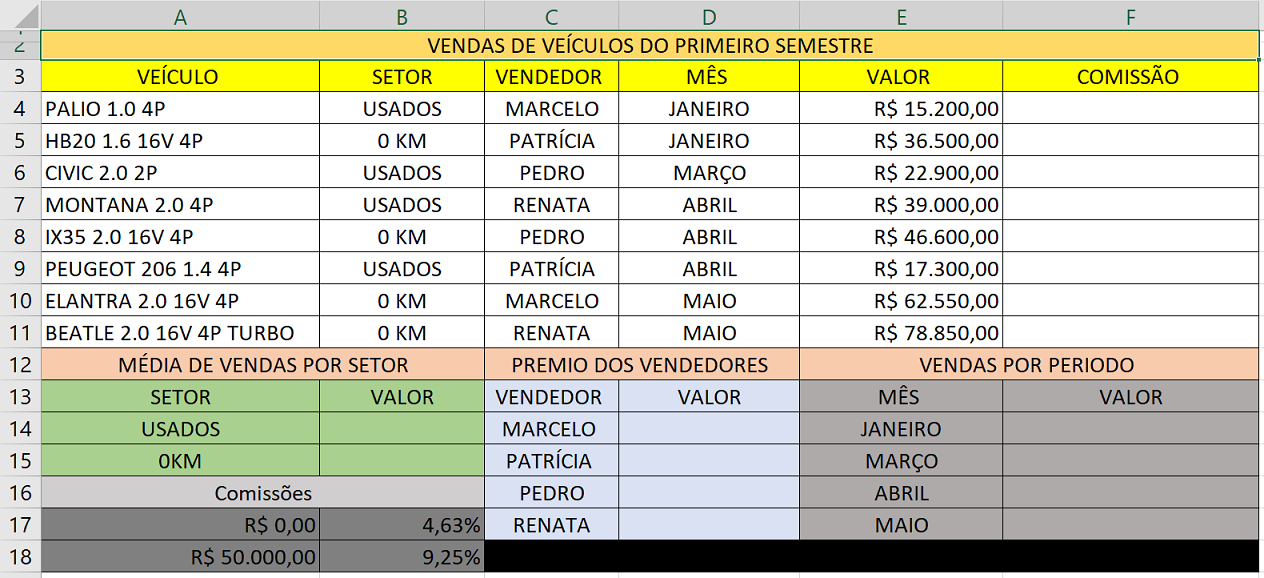 A B C D E F
2 VENDAS DE VEÍCULOS DO PRIMEIRO SEMESTRE
3 VEÍCULO SETOR VENDEDOR MÊS VALOR COMISSÃO
4 PALIO 1.0 4P USADOS MARCELO JANEIRO R$ 15.200,00
5 HB20 1.6 16V 4P 0 KM PATRÍCIA JANEIRO R$ 36.500,00
6 CIVIC 2.0 2P USADOS PEDRO MARÇO R$ 22.900,00
7 MONTANA 2.0 4P USADOS RENATA ABRIL R$ 39.000,00
8 IX35 2.0 16V 4P 0 KM PEDRO ABRIL R$ 46.600,00
9 PEUGEOT 206 1.4 4P USADOS PATRÍCIA ABRIL R$ 17.300,00
10 ELANTRA 2.0 16V 4P 0 KM MARCELO MAIO R$ 62.550,00
11 BEATLE 2.0 16V 4P TURBO 0 KM RENATA MAIO R$ 78.850,00
12 MÉDIA DE VENDAS POR SETOR PREMIO DOS VENDEDORES VENDAS POR PERIODO
13 SETOR VALOR VENDEDOR VALOR MÊS VALOR
14 USADOS MARCELO JANEIRO
15 0KM PATRÍCIA MARÇO
16 Comissões PEDRO ABRIL
17 R$ 0,00 4,63% RENATA MAIO
18 R$ 50.000,00 9,25%